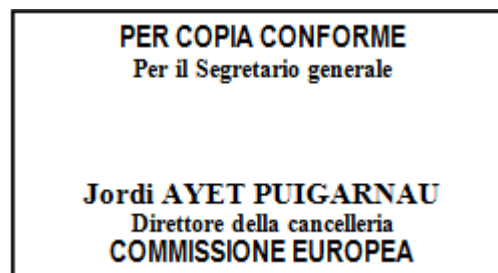 PER COPIA CONFORME
Per il Segretario generale
Jordi AYET PUIGARNAU
Direttore della cancelleria
COMMISSIONE EUROPEA